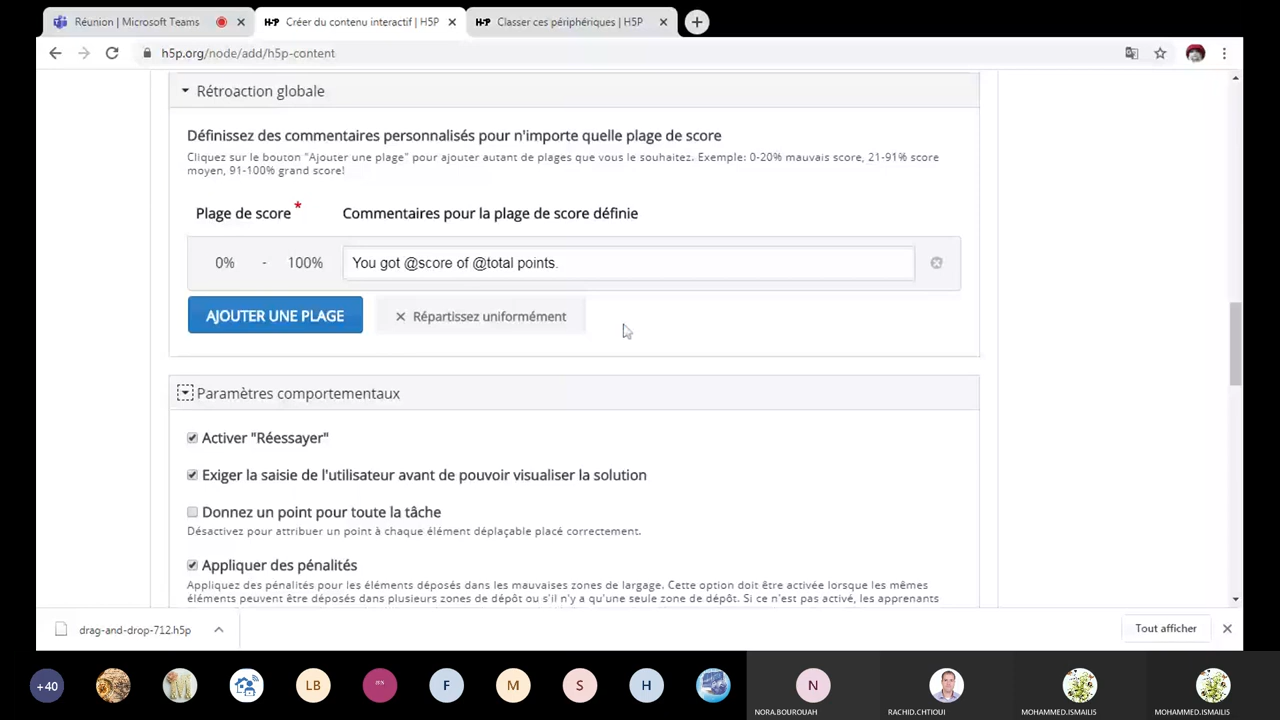 Réunion | Microsoft Teams
H-P Créer du contenu interactif | H5P
H-P Classer ces périphériques | H5P
h5p.org/node/add/h5p-content
Rétroaction globale
Définissez des commentaires personnalisés pour n'importe quelle plage de score
Cliquez sur le bouton "Ajouter une plage" pour ajouter autant de plages que vous le souhaitez. Exemple: 0-20% mauvais score, 21-91% score
moyen, 91-100% grand score!
Plage de score * Commentaires pour la plage de score définie
0% - 100% You got @score of @total points.
AJOUTER UNE PLAGE Répartissez uniformément
Paramètres comportementaux
Activer "Réessayer"
Exiger la saisie de l'utilisateur avant de pouvoir visualiser la solution
Donnez un point pour toute la tâche
Désactivez pour attribuer un point à chaque élément déplaçable placé correctement.
Appliquer des pénalités
Appliquez des pénalités pour les éléments déposés dans les mauvaises zones de largage. Cette option doit être activée lorsque les mêmes
éléments peuvent être déposés dans plusieurs zones de dépôt ou s'il n'y a qu'une seule zone de dépôt. Si ce n'est pas activé, les apprenants
drag-and-drop-712.h5p
Tout afficher
+40 LB F M S H N
NORA.BOUROUAH RACHID.CHTIOUI MOHAMMED.ISMAILIS MOHAMMED.ISMAILIS